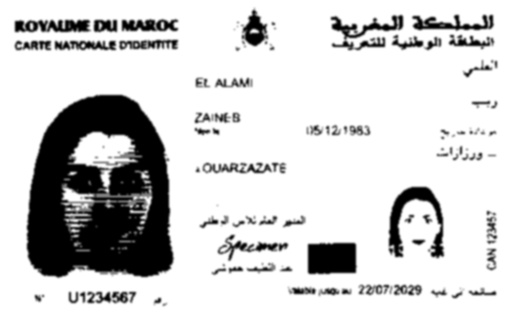 ROYAUME DU MAROC
CARTE NATIONALE D'IDENTITE
المملكة المغربية
البطاقة الوطنية للتعريف
EL ALAMI
العلمي
ZAINEB
زينب
Née le 05/12/1983
مزدادة بتاريخ
à OUARZAZATE
بـ ورزازات
المدير العام للأمن الوطني
Specimen
عبد اللطيف حموشي
CAN 123457
N° U1234567 رقم
Valable jusqu'au 22/07/2029 صالحة إلى غاية